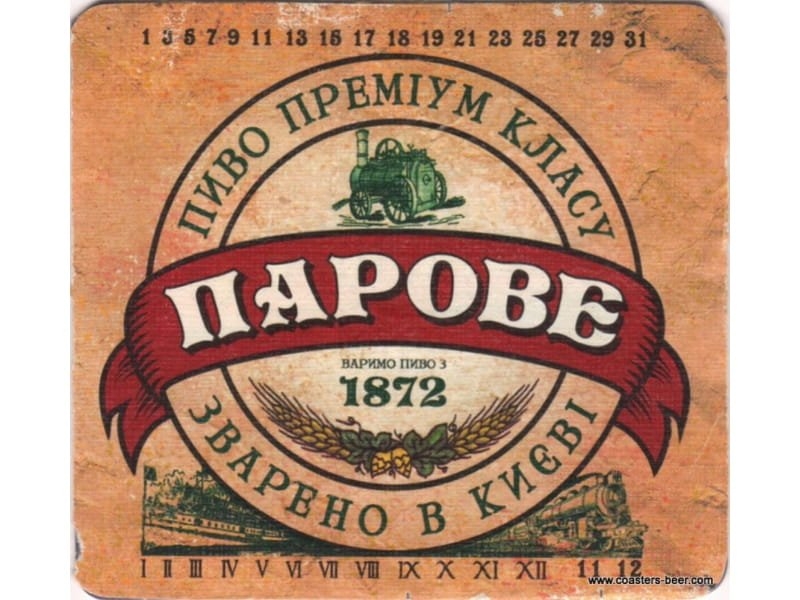 1 3 5 7 9 11 13 15 17 18 19 21 23 25 27 29 31
ПИВО ПРЕМІУМ КЛАСУ
ПАРОВЕ
ВАРИМО ПИВО З
1872
ЗВАРЕНО В КИЄВІ
I II III IV V VI VII VIII IX X XI XII 11 12
www.coasters-beer.com